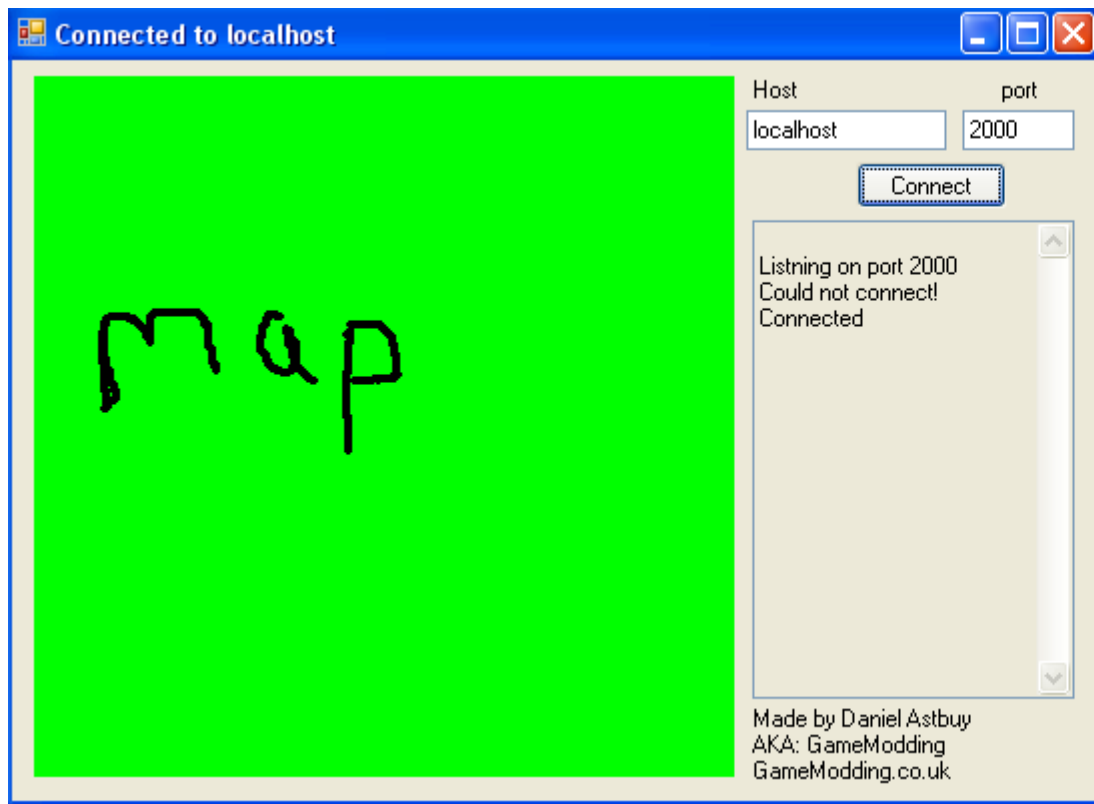 Connected to localhost
Host port
localhost 2000
Connect
map
Listning on port 2000
Could not connect!
Connected
Made by Daniel Astbuy
AKA: GameModding
GameModding.co.uk